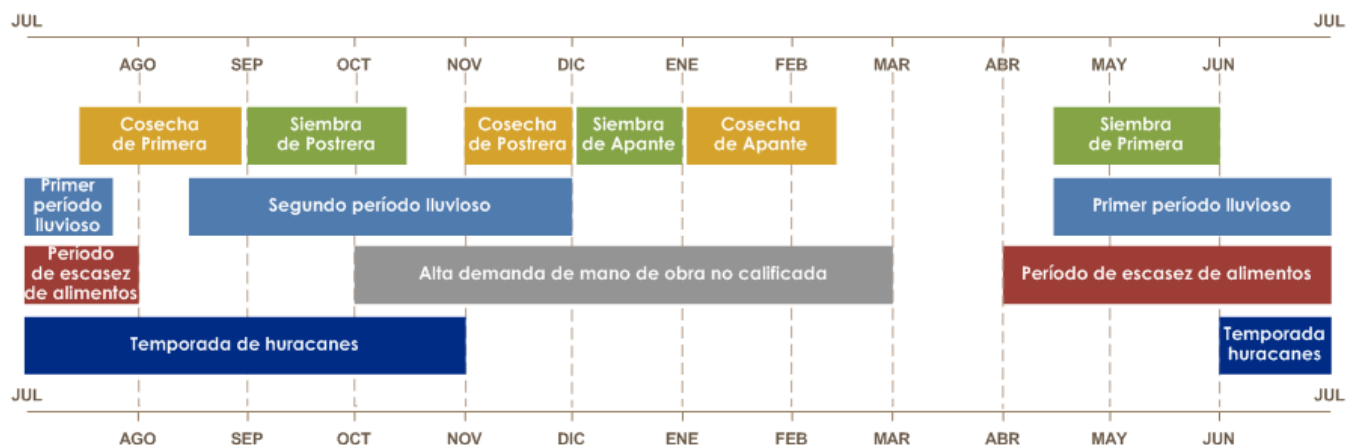 JUL
JUL
AGO
SEP
OCT
NOV
DIC
ENE
FEB
MAR
ABR
MAY
JUN
Cosecha
de Primera
Siembra
de Postrera
Cosecha
de Postrera
Siembra
de Apante
Cosecha
de Apante
Siembra
de Primera
Primer
período
lluvioso
Segundo período lluvioso
Primer período lluvioso
Período
de escasez
de alimentos
Alta demanda de mano de obra no calificada
Período de escasez de alimentos
Temporada de huracanes
Temporada
huracanes
JUL
JUL
AGO
SEP
OCT
NOV
DIC
ENE
FEB
MAR
ABR
MAY
JUN